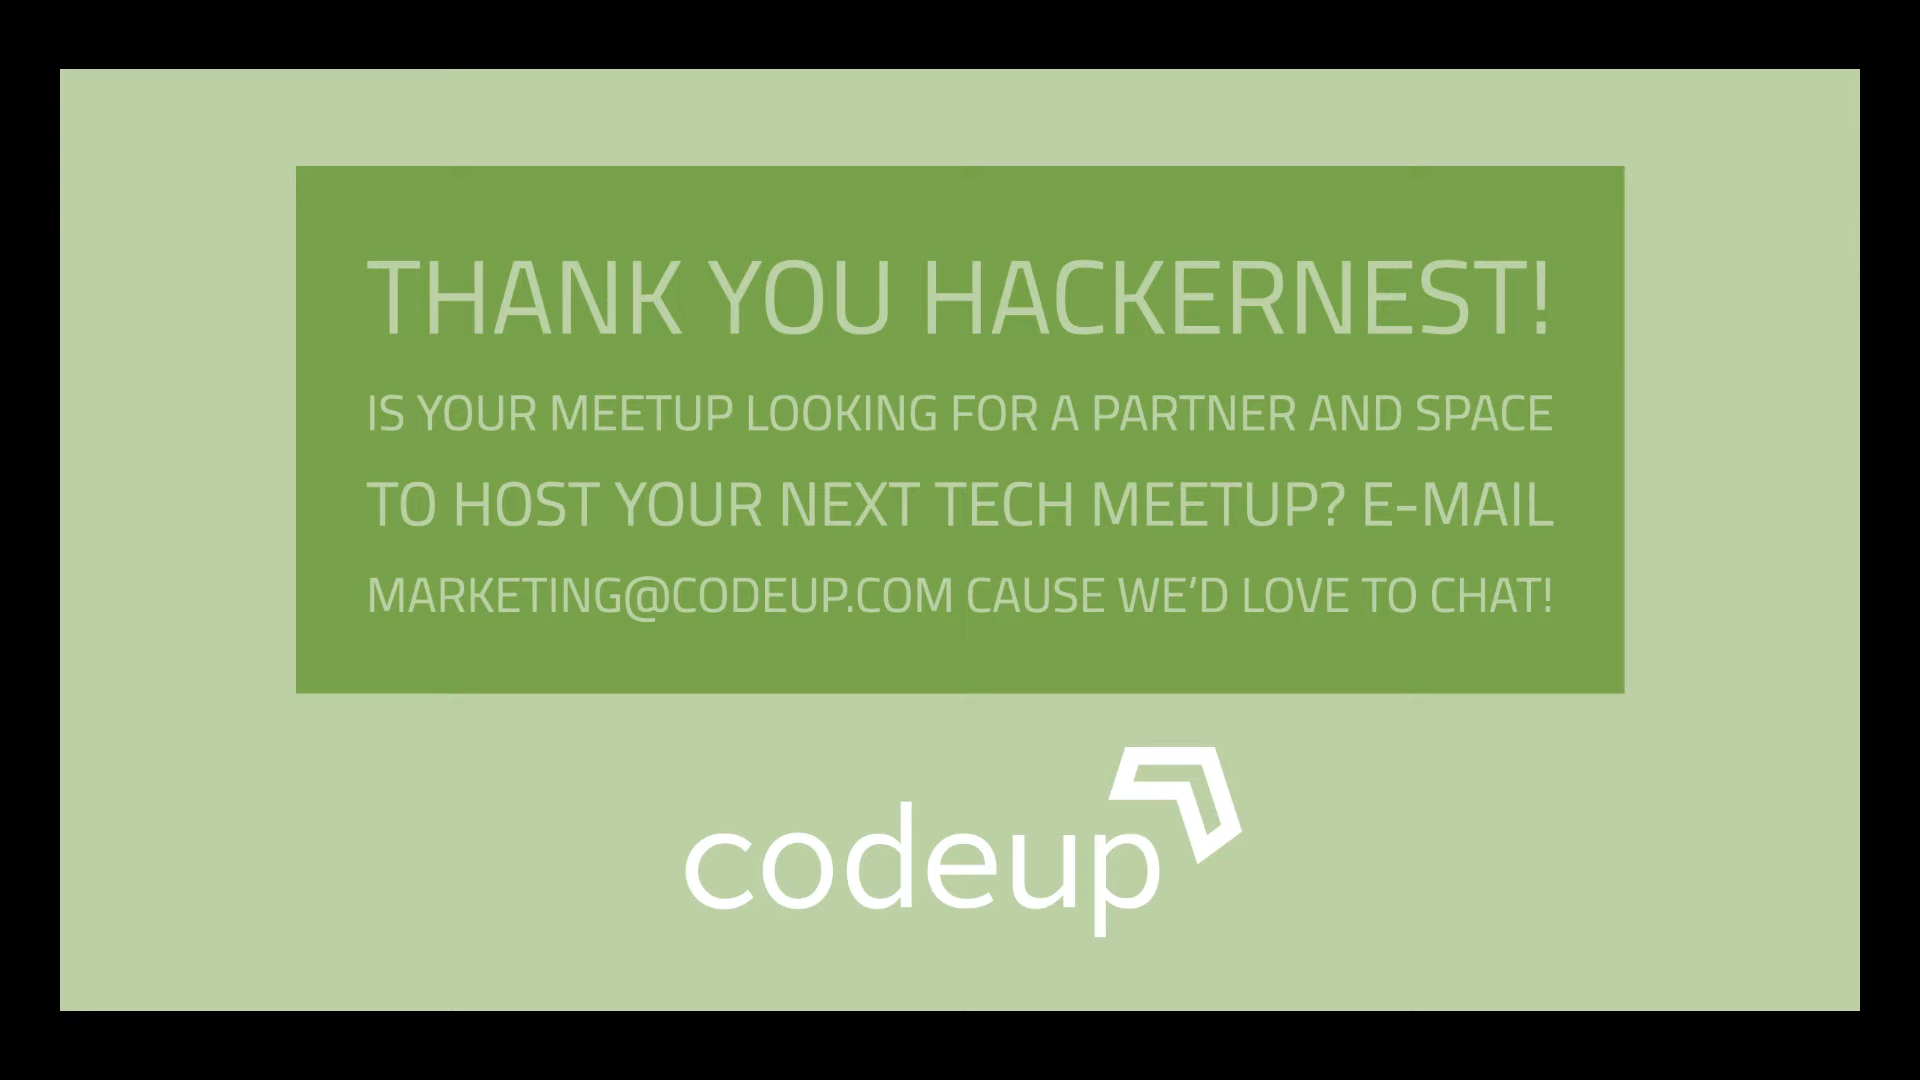 THANK YOU HACKERNEST!
IS YOUR MEETUP LOOKING FOR A PARTNER AND SPACE
TO HOST YOUR NEXT TECH MEETUP? E-MAIL
MARKETING@CODEUP.COM CAUSE WE’D LOVE TO CHAT!
codeup